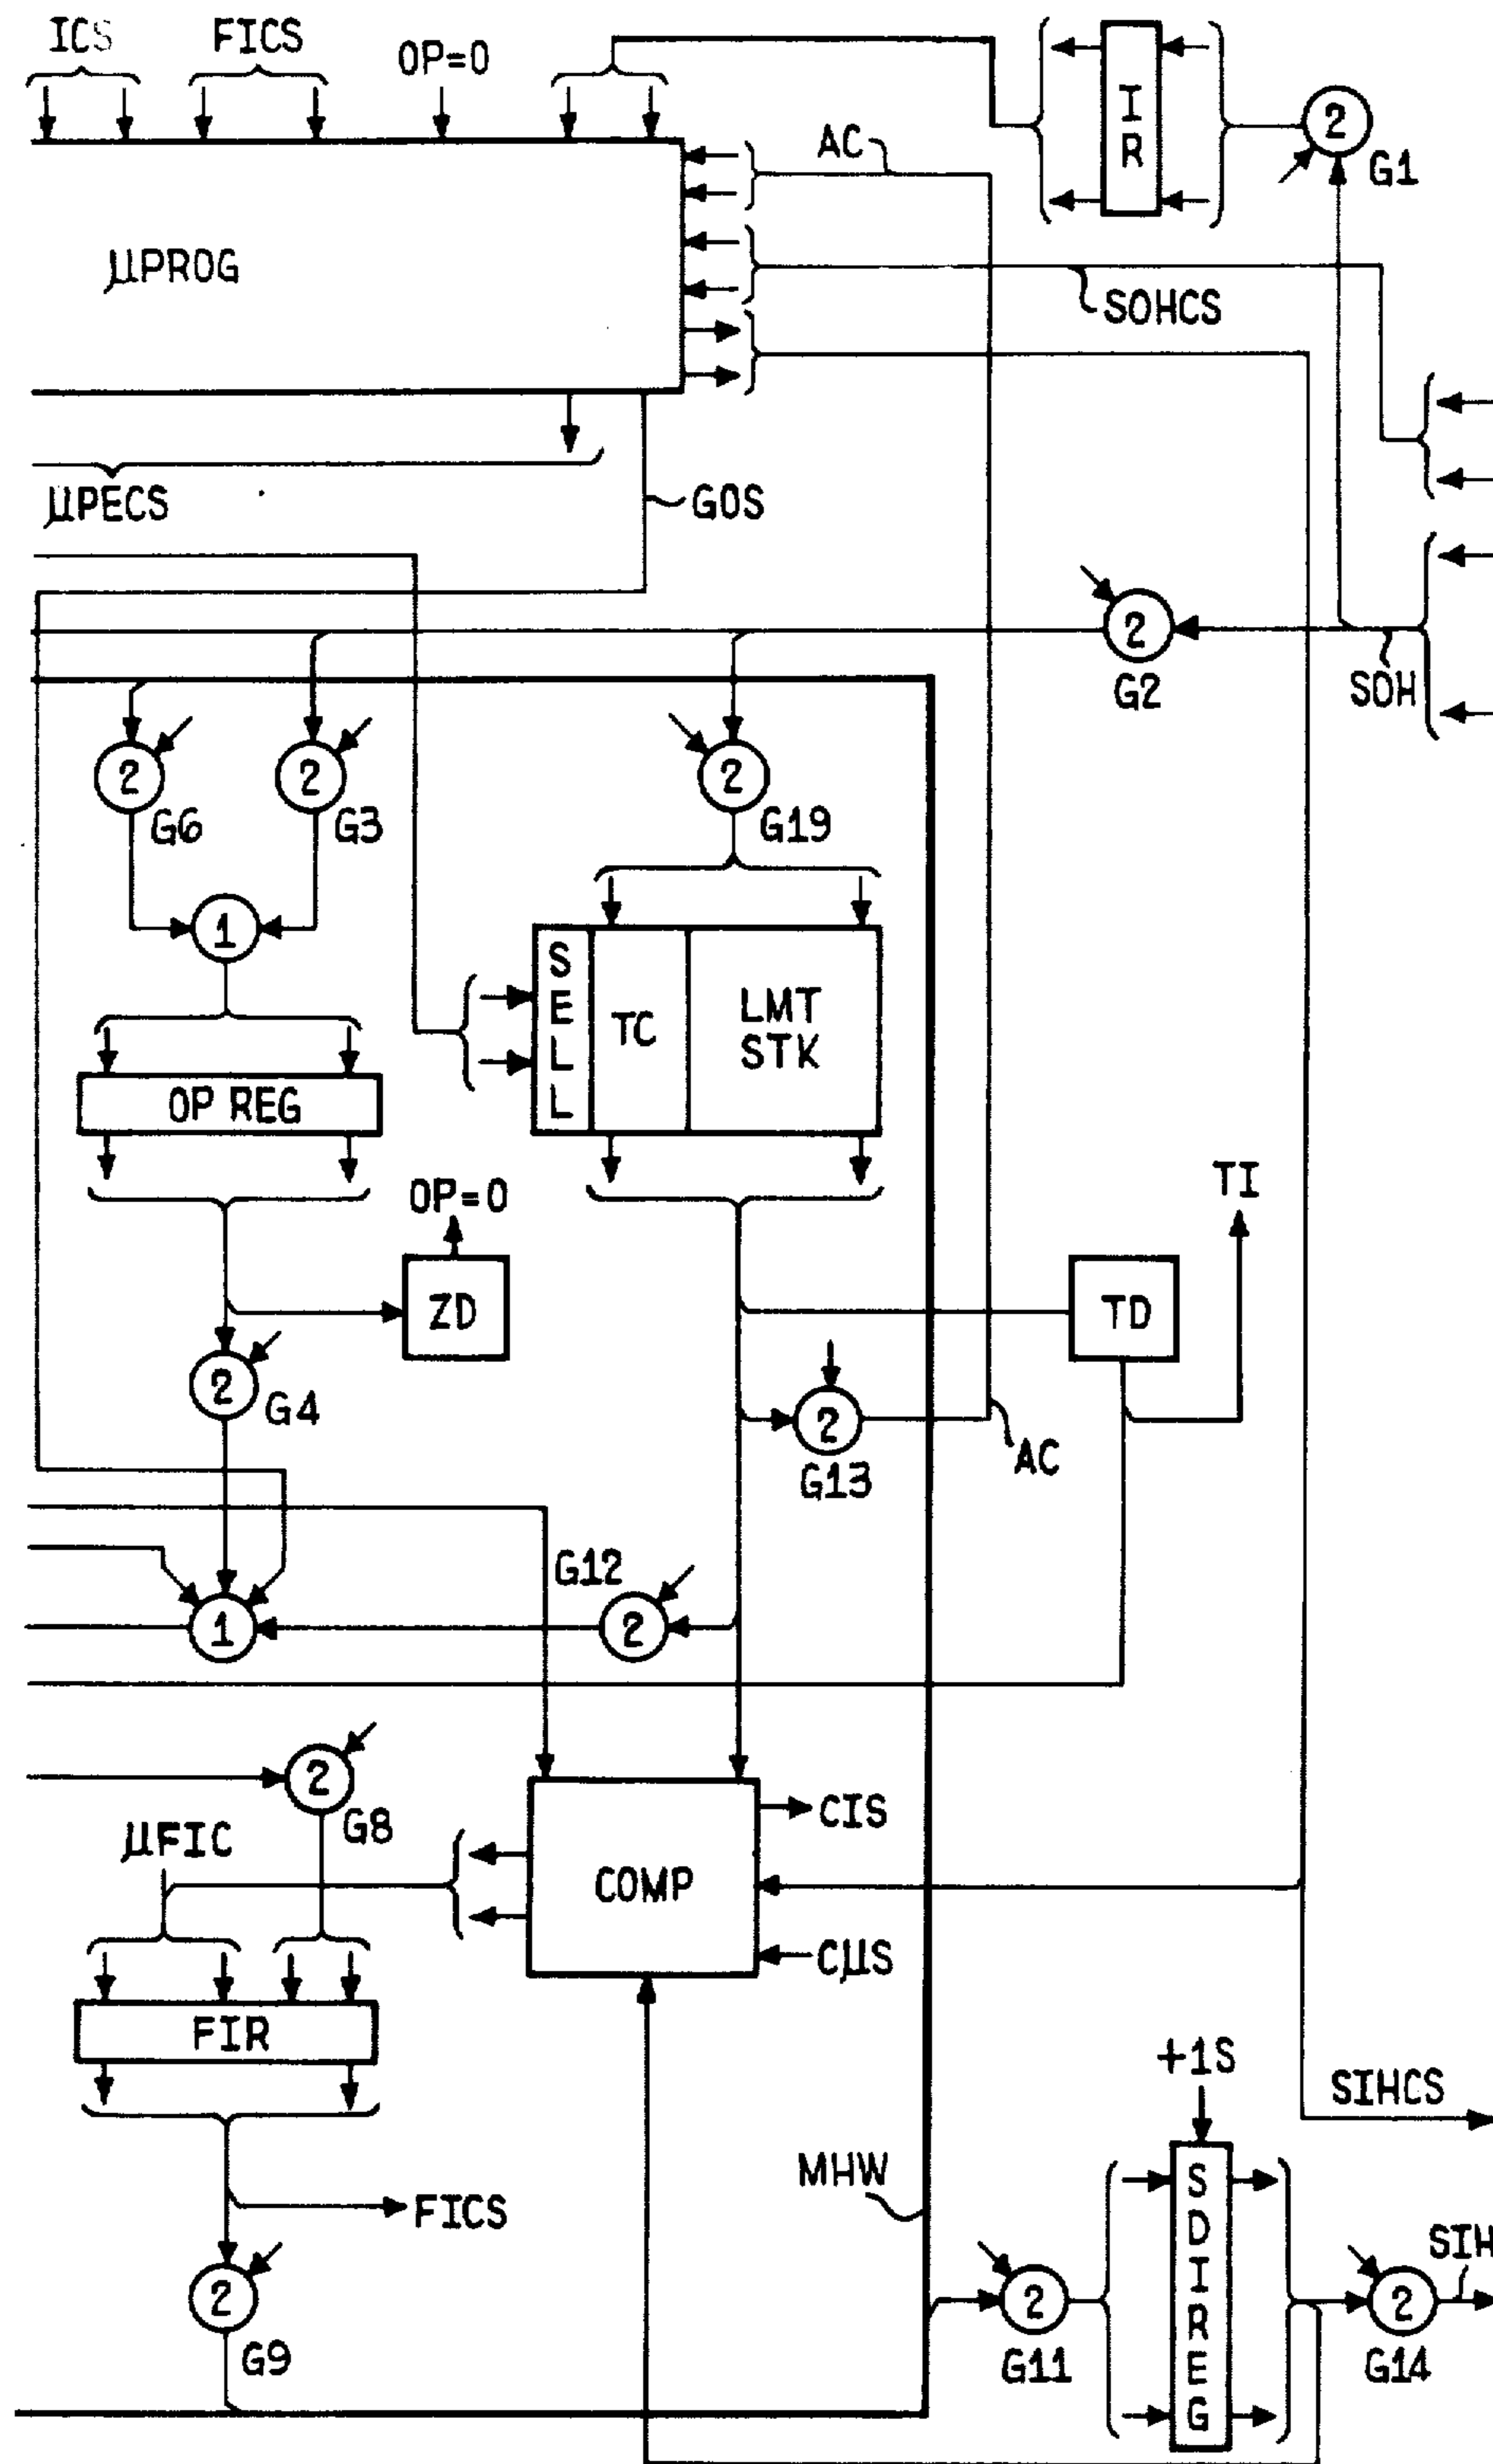 ICS
FICS
OP=0
IR
2
G1
AC
µPROG
SOHCS
µPECS
GOS
2
G2
SOH
2
G6
2
G3
2
G19
1
SELL
TC
LMT
STK
OP REG
OP=0
TI
ZD
TD
2
G4
2
G13
AC
G12
1
2
2
G8
CIS
µFIC
COMP
CµS
FIR
+1S
SIHCS
MHW
SDIREG
FICS
SIH
2
G9
2
G11
2
G14